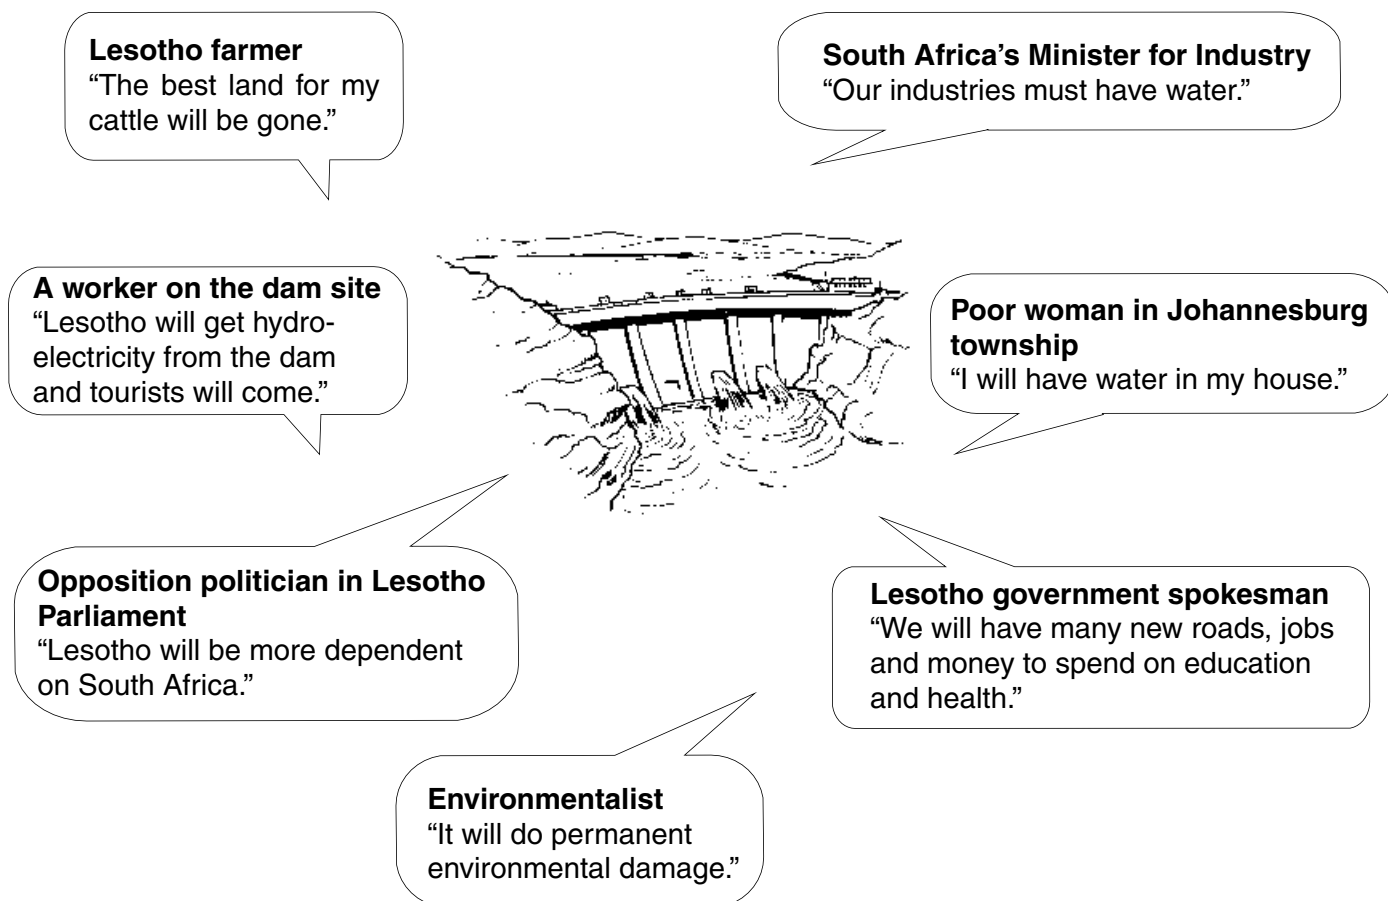 Lesotho farmer
“The best land for my
cattle will be gone.”
South Africa’s Minister for Industry
“Our industries must have water.”
A worker on the dam site
“Lesotho will get hydro-
electricity from the dam
and tourists will come.”
Poor woman in Johannesburg
township
“I will have water in my house.”
Opposition politician in Lesotho
Parliament
“Lesotho will be more dependent
on South Africa.”
Lesotho government spokesman
“We will have many new roads, jobs
and money to spend on education
and health.”
Environmentalist
“It will do permanent
environmental damage.”